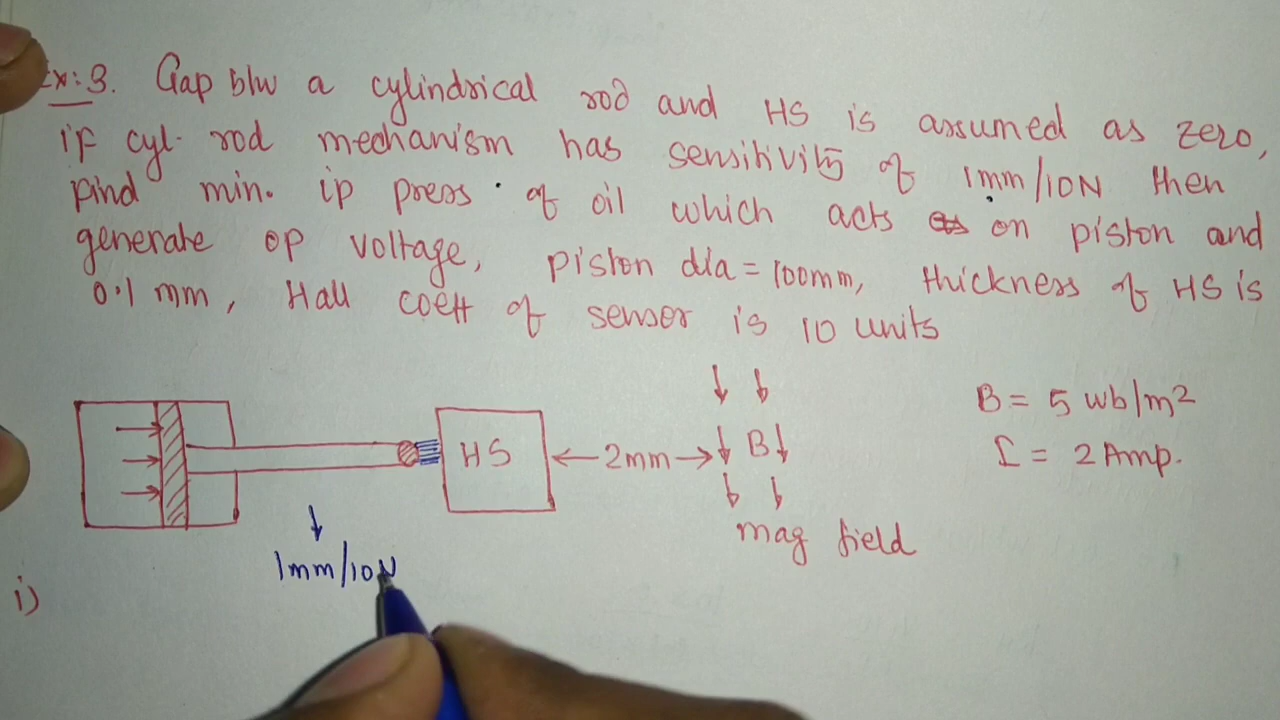 Ex:3. Gap b/w a cylindrical rod and HS is assumed as zero,
if cyl. rod mechanism has sensitivity of 1mm/10N then
find min. ip press. of oil which acts on piston and
generate op voltage, piston dia = 100mm, thickness of HS is
0.1 mm, Hall coeff of senser is 10 units
B = 5 wb/m²
I = 2 Amp.
HS
2mm
B
mag field
1mm/10N
i)